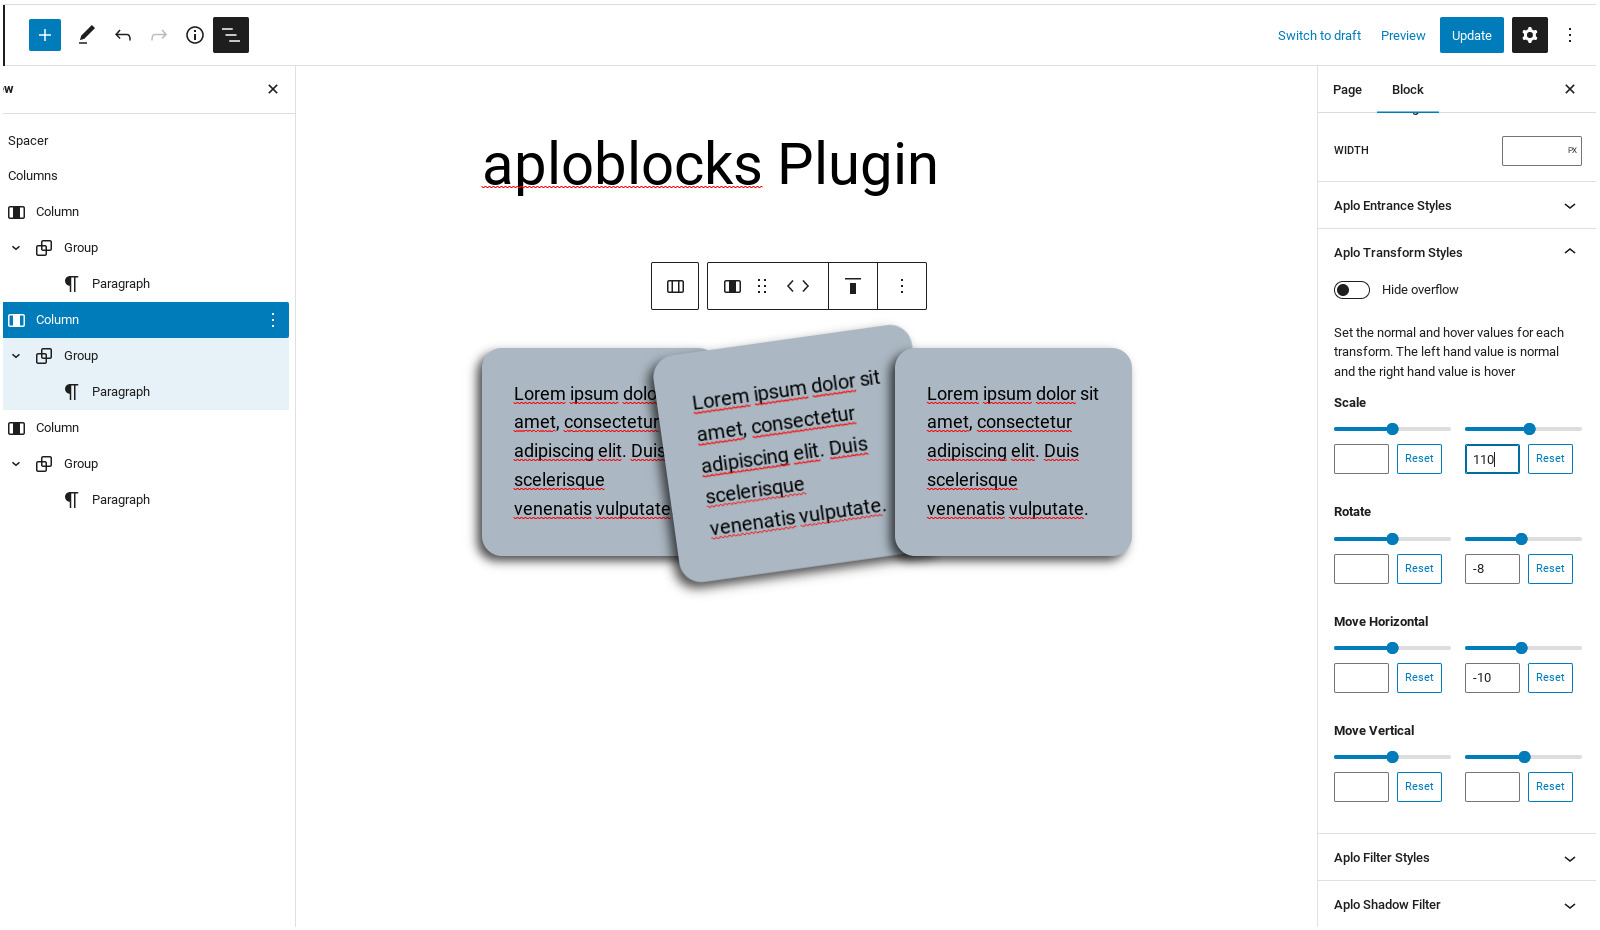 Switch to draft
Preview
Update
w
Spacer
Columns
Column
Group
Paragraph
Column
Group
Paragraph
Column
Group
Paragraph
aploblocks Plugin
Lorem ipsum dolo
amet, consectetur
adipiscing elit. Duis
scelerisque
venenatis vulputate
Lorem ipsum dolor sit
amet, consectetur
adipiscing elit. Duis
scelerisque
venenatis vulputate.
Lorem ipsum dolor sit
amet, consectetur
adipiscing elit. Duis
scelerisque
venenatis vulputate.
Page
Block
WIDTH
PX
Aplo Entrance Styles
Aplo Transform Styles
Hide overflow
Set the normal and hover values for each
transform. The left hand value is normal
and the right hand value is hover
Scale
Reset
110
Reset
Rotate
Reset
-8
Reset
Move Horizontal
Reset
-10
Reset
Move Vertical
Reset
Reset
Aplo Filter Styles
Aplo Shadow Filter